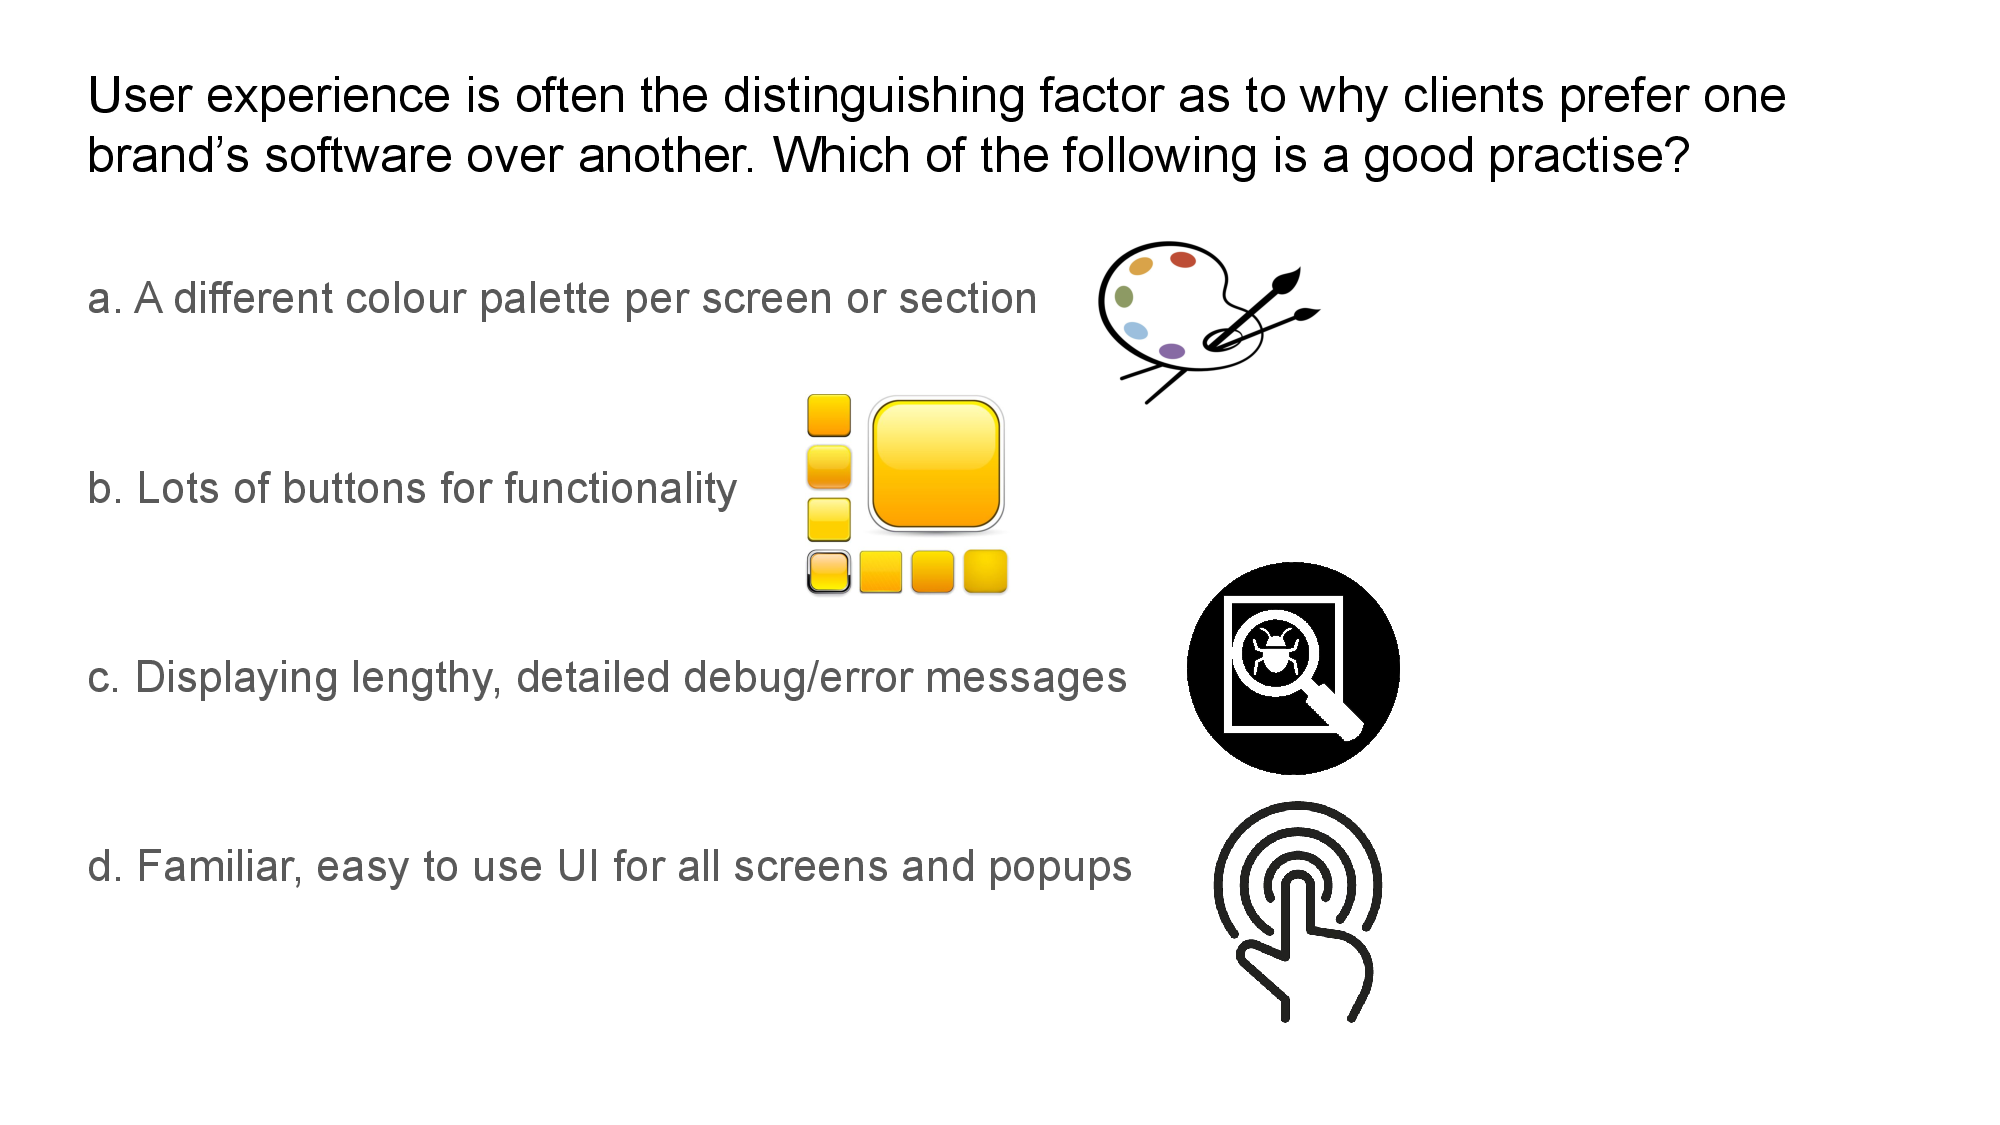 User experience is often the distinguishing factor as to why clients prefer one
brand’s software over another. Which of the following is a good practise?
a. A different colour palette per screen or section
b. Lots of buttons for functionality
c. Displaying lengthy, detailed debug/error messages
d. Familiar, easy to use UI for all screens and popups